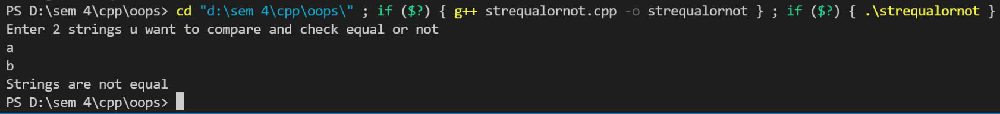 PS D:\sem 4\cpp\oops> cd "d:\sem 4\cpp\oops\" ; if ($?) { g++ strequalornot.cpp -o strequalornot } ; if ($?) { .\strequalornot }
Enter 2 strings u want to compare and check equal or not
a
b
Strings are not equal
PS D:\sem 4\cpp\oops>